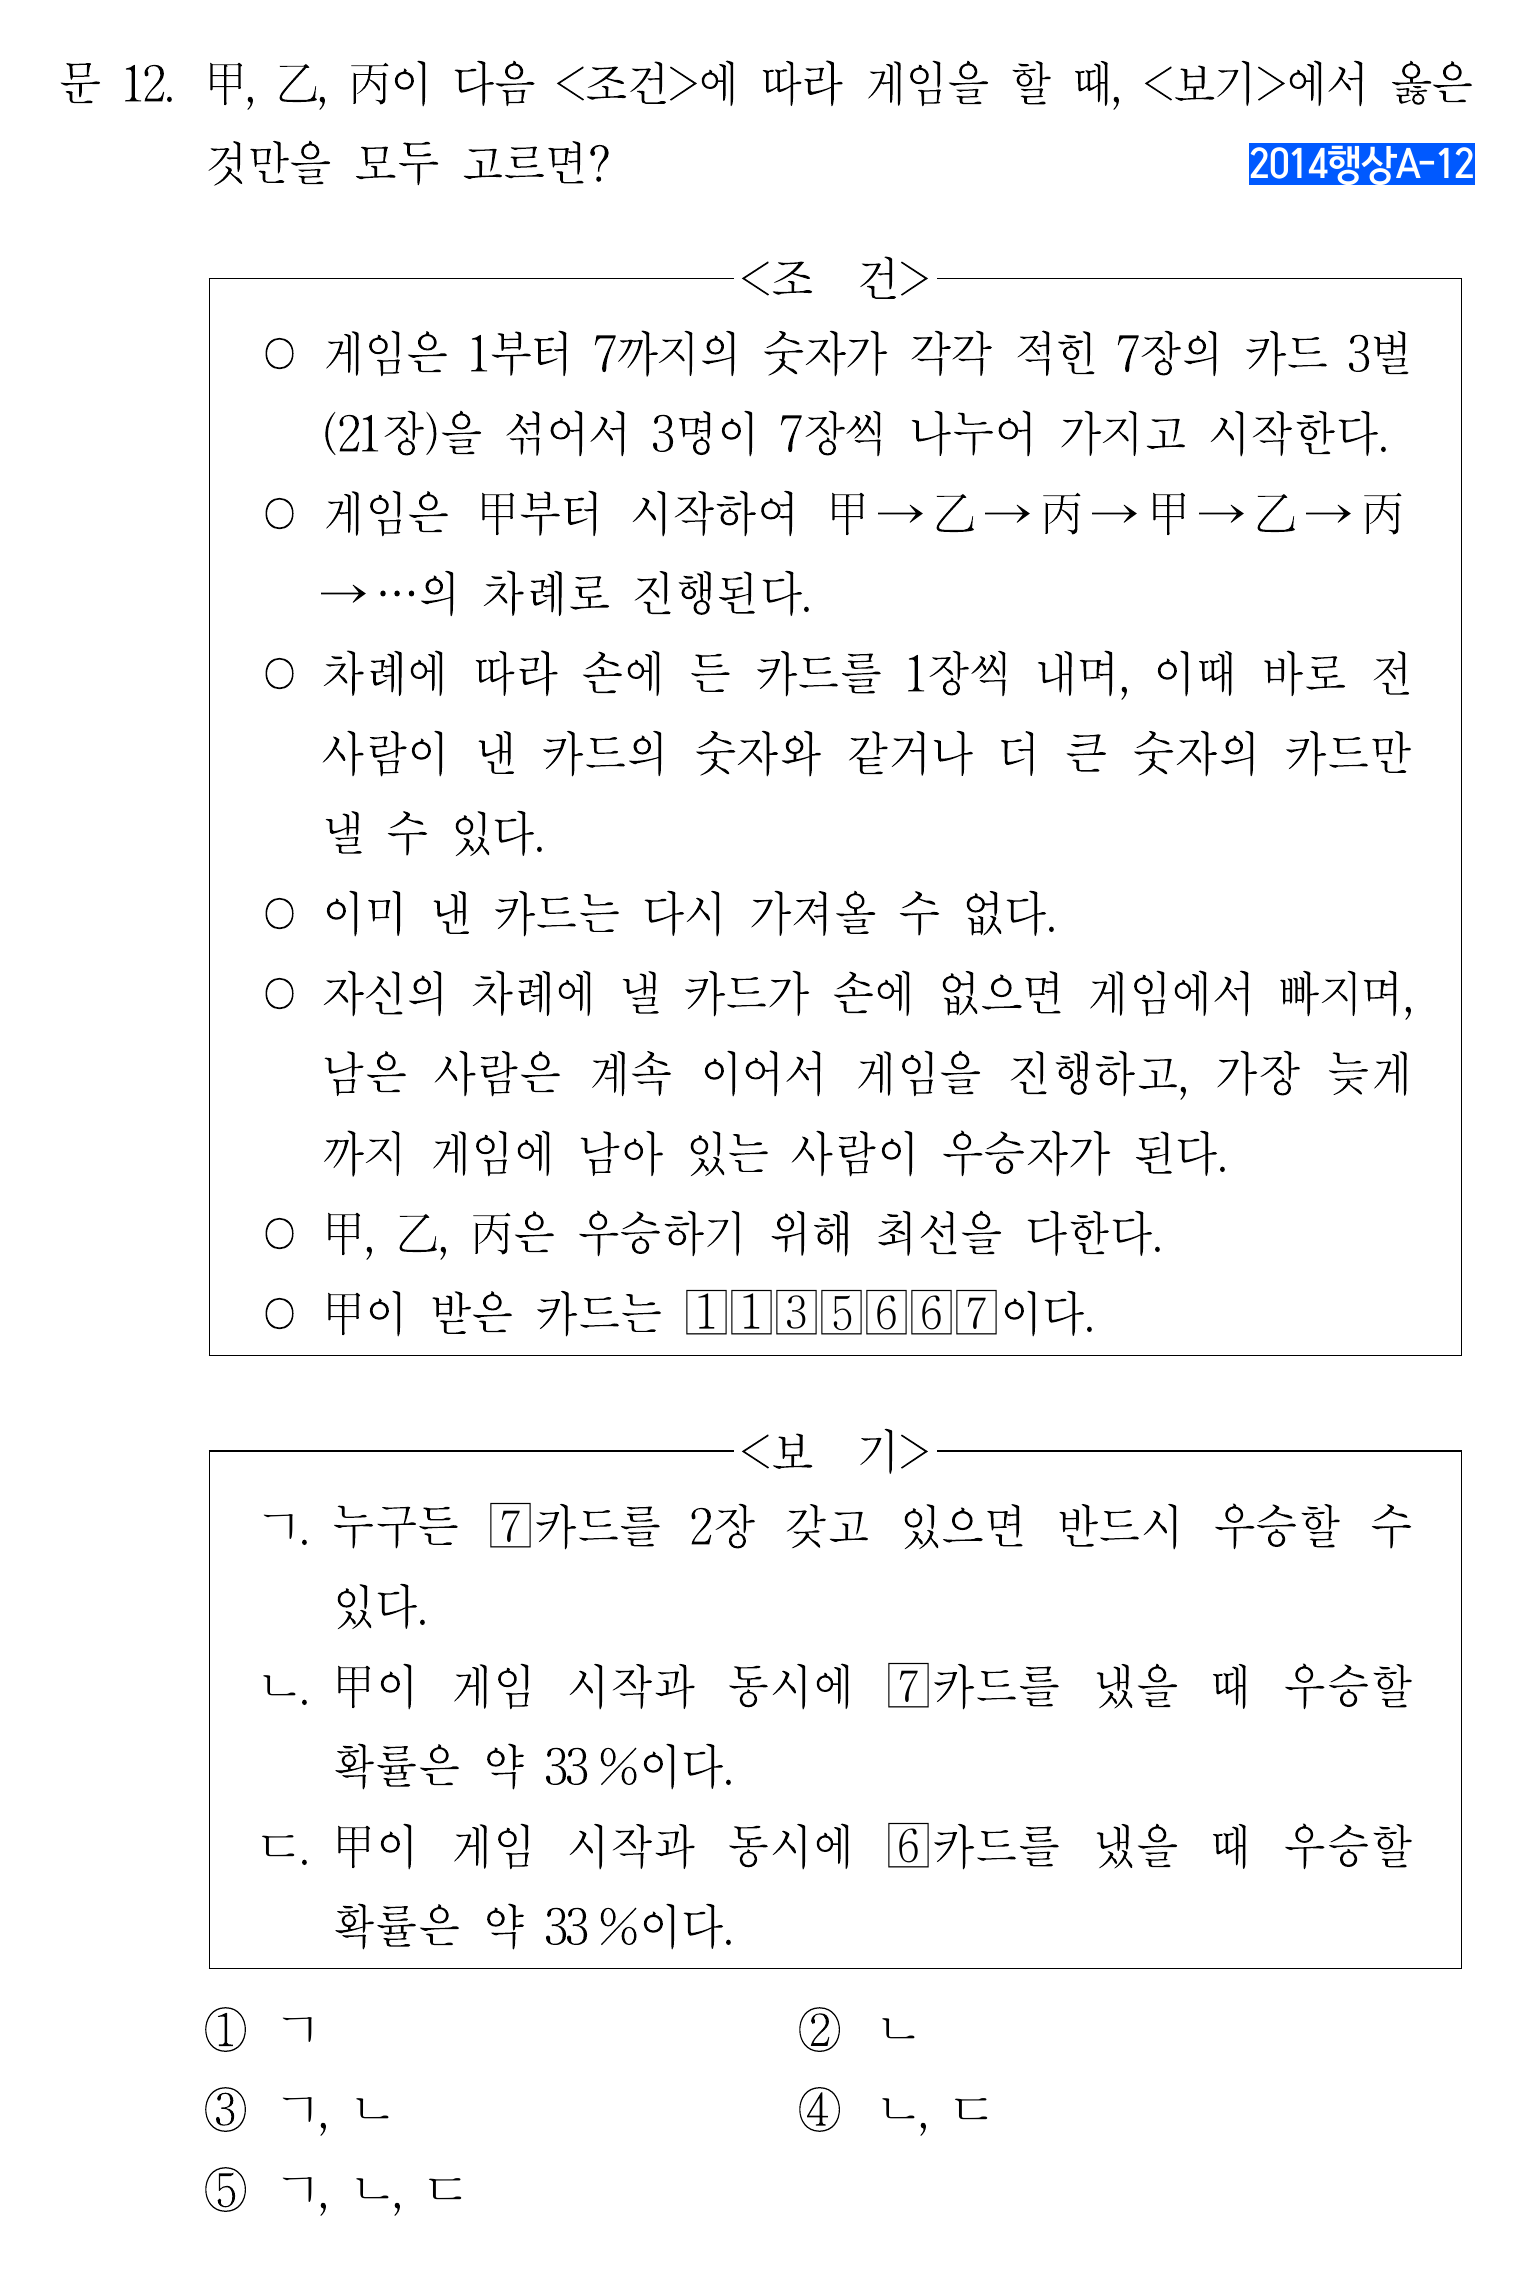 문 12. 甲, 乙, 丙이 다음 <조건>에 따라 게임을 할 때, <보기>에서 옳은
것만을 모두 고르면?
2014행상A-12
<조 건>
○ 게임은 1부터 7까지의 숫자가 각각 적힌 7장의 카드 3벌
(21장)을 섞어서 3명이 7장씩 나누어 가지고 시작한다.
○ 게임은 甲부터 시작하여 甲→乙→丙→甲→乙→丙
→…의 차례로 진행된다.
○ 차례에 따라 손에 든 카드를 1장씩 내며, 이때 바로 전
사람이 낸 카드의 숫자와 같거나 더 큰 숫자의 카드만
낼 수 있다.
○ 이미 낸 카드는 다시 가져올 수 없다.
○ 자신의 차례에 낼 카드가 손에 없으면 게임에서 빠지며,
남은 사람은 계속 이어서 게임을 진행하고, 가장 늦게
까지 게임에 남아 있는 사람이 우승자가 된다.
○ 甲, 乙, 丙은 우승하기 위해 최선을 다한다.
○ 甲이 받은 카드는 1 1 3 5 6 6 7이다.
<보 기>
ㄱ. 누구든 7카드를 2장 갖고 있으면 반드시 우승할 수
있다.
ㄴ. 甲이 게임 시작과 동시에 7카드를 냈을 때 우승할
확률은 약 33%이다.
ㄷ. 甲이 게임 시작과 동시에 6카드를 냈을 때 우승할
확률은 약 33%이다.
① ㄱ ② ㄴ
③ ㄱ, ㄴ ④ ㄴ, ㄷ
⑤ ㄱ, ㄴ, ㄷ